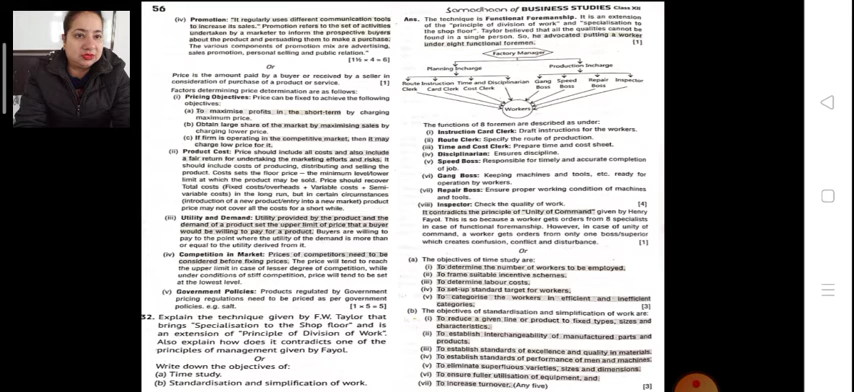 56
(iv) Promotion: "It regularly uses different communication tools
to increase its sales." Promotion refers to the set of activities
undertaken by a marketer to inform the prospective buyers
about the product and persuading them to make a purchase.
The various components of promotion mix are advertising,
sales promotion, personal selling and public relation."
[1½ × 4 = 6]
Or
Price is the amount paid by a buyer or received by a seller in
consideration of purchase of a product or service. [1]
Factors determining price determination are as follows:
(i) Pricing Objectives: Price can be fixed to achieve the following
objectives:
(a) To maximise profits in the short-term by charging
maximum price.
(b) Obtain large share of the market by maximising sales by
charging lower price.
(c) If firm is operating in the competitive market, then it may
charge low price for it.
(ii) Product Cost: Price should include all costs and also include
a fair return for undertaking the marketing efforts and risks. It
should include costs of producing, distributing and selling the
product. Costs sets the floor price – the minimum level/lower
limit at which the product may be sold. Price should recover
Total costs (Fixed costs/overheads + Variable costs + Semi-
variable costs) in the long run, but in certain circumstances
(introduction of a new product/entry into a new market) product
price may not cover all the costs for a short while.
(iii) Utility and Demand: Utility provided by the product and the
demand of a product set the upper limit of price that a buyer
would be willing to pay for a product. Buyers are willing to
pay to the point where the utility of the demand is more than
or equal to the utility derived from it.
(iv) Competition in Market: Prices of competitors need to be
considered before fixing prices. The price will tend to reach
the upper limit in case of lesser degree of competition, while
under conditions of stiff competition, price will tend to be set
at the lowest level.
(v) Government Policies: Products regulated by Government
pricing regulations need to be priced as per government
policies, e.g. salt. [1 × 5 = 5]
32. Explain the technique given by F.W. Taylor that
brings "Specialisation to the Shop floor" and is
an extension of "Principle of Division of Work".
Also explain how does it contradicts one of the
principles of management given by Fayol.
Or
Write down the objectives of:
(a) Time study.
(b) Standardisation and simplification of work.
Samadhaan of BUSINESS STUDIES Class XII
Ans. The technique is Functional Foremanship. It is an extension
of the "principle of division of work" and "specialisation to
the shop floor". Taylor believed that all the qualities cannot be
found in a single person. So, he advocated putting a worker
under eight functional foremen. [1]
Factory Manager
Planning Incharge Production Incharge
Route Instruction Time and Disciplinarian Gang Speed Repair Inspector
Clerk Card Clerk Cost Clerk Boss Boss Boss
Workers
The functions of 8 foremen are described as under:
(i) Instruction Card Clerk: Draft instructions for the workers.
(ii) Route Clerk: Specify the route of production.
(iii) Time and Cost Clerk: Prepare time and cost sheet.
(iv) Disciplinarian: Ensures discipline.
(v) Speed Boss: Responsible for timely and accurate completion
of job.
(vi) Gang Boss: Keeping machines and tools, etc. ready for
operation by workers.
(vii) Repair Boss: Ensure proper working condition of machines
and tools.
(viii) Inspector: Check the quality of work. [4]
It contradicts the principle of "Unity of Command" given by Henry
Fayol. This is so because a worker gets orders from 8 specialists
in case of functional foremanship. However, in case of unity of
command, a worker gets orders from only one boss/superior
which creates confusion, conflict and disturbance. [1]
Or
(a) The objectives of time study are:
(i) To determine the number of workers to be employed.
(ii) To frame suitable incentive schemes.
(iii) To determine labour costs.
(iv) To set-up standard target for workers.
(v) To categorise the workers in efficient and inefficient
categories. [3]
(b) The objectives of standardisation and simplification of work are:
(i) To reduce a given line or product to fixed types, sizes and
characteristics.
(ii) To establish interchangeability of manufactured parts and
products.
(iii) To establish standards of excellence and quality in materials.
(iv) To establish standards of performance of men and machines.
(v) To eliminate superfluous varieties, sizes and dimensions.
(vi) To ensure fuller utilisation of equipment, and
(vii) To increase turnover. (Any five) [3]